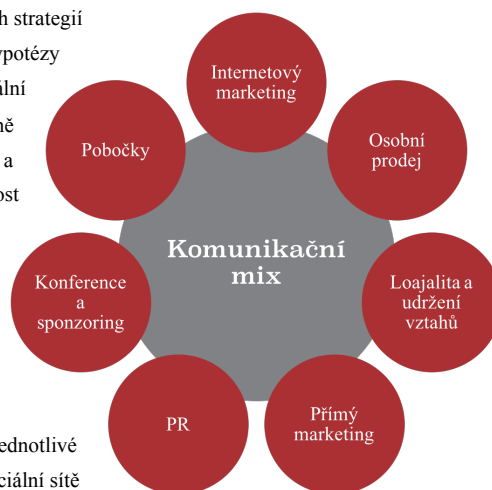 h strategií
ypotézy
ální
ně
a
ost
Internetový
marketing
Osobní
prodej
Loajalita a
udržení
vztahů
Přímý
marketing
PR
Konference
a
sponzoring
Pobočky
Komunikační
mix
ednotlivé
ciální sítě